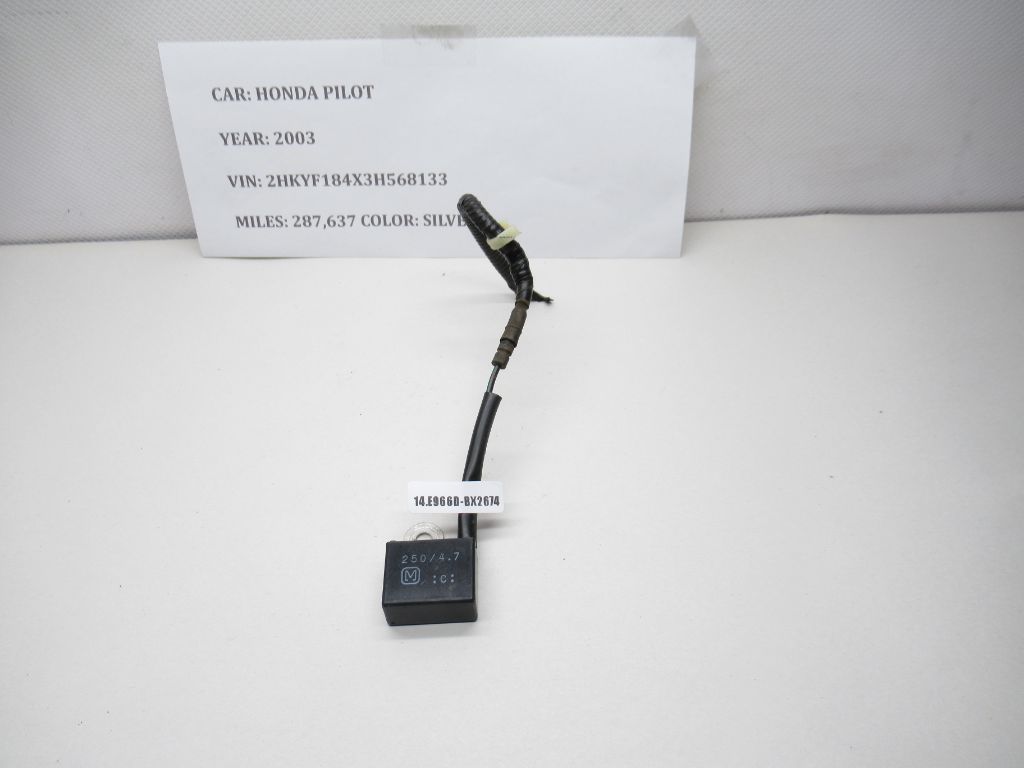 CAR: HONDA PILOT
YEAR: 2003
VIN: 2HKYF184X3H568133
MILES: 287,637 COLOR: SILVE
14.E966D-BX2674
250/4.7
M :C: